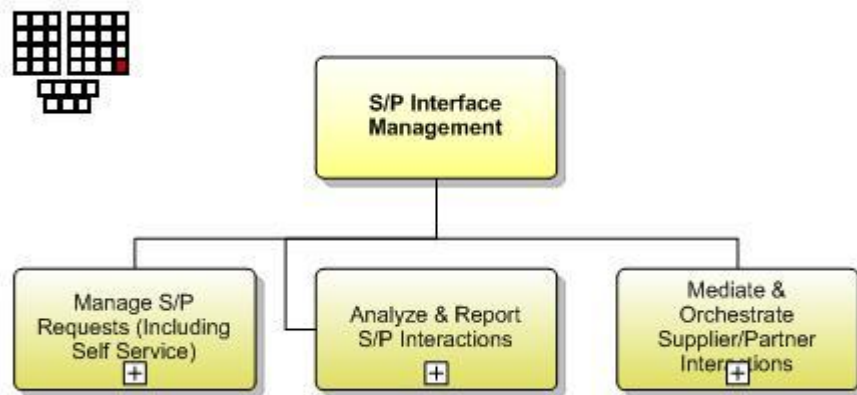 S/P Interface
Management
Manage S/P
Requests (Including
Self Service)
Analyze & Report
S/P Interactions
Mediate &
Orchestrate
Supplier/Partner
Interactions